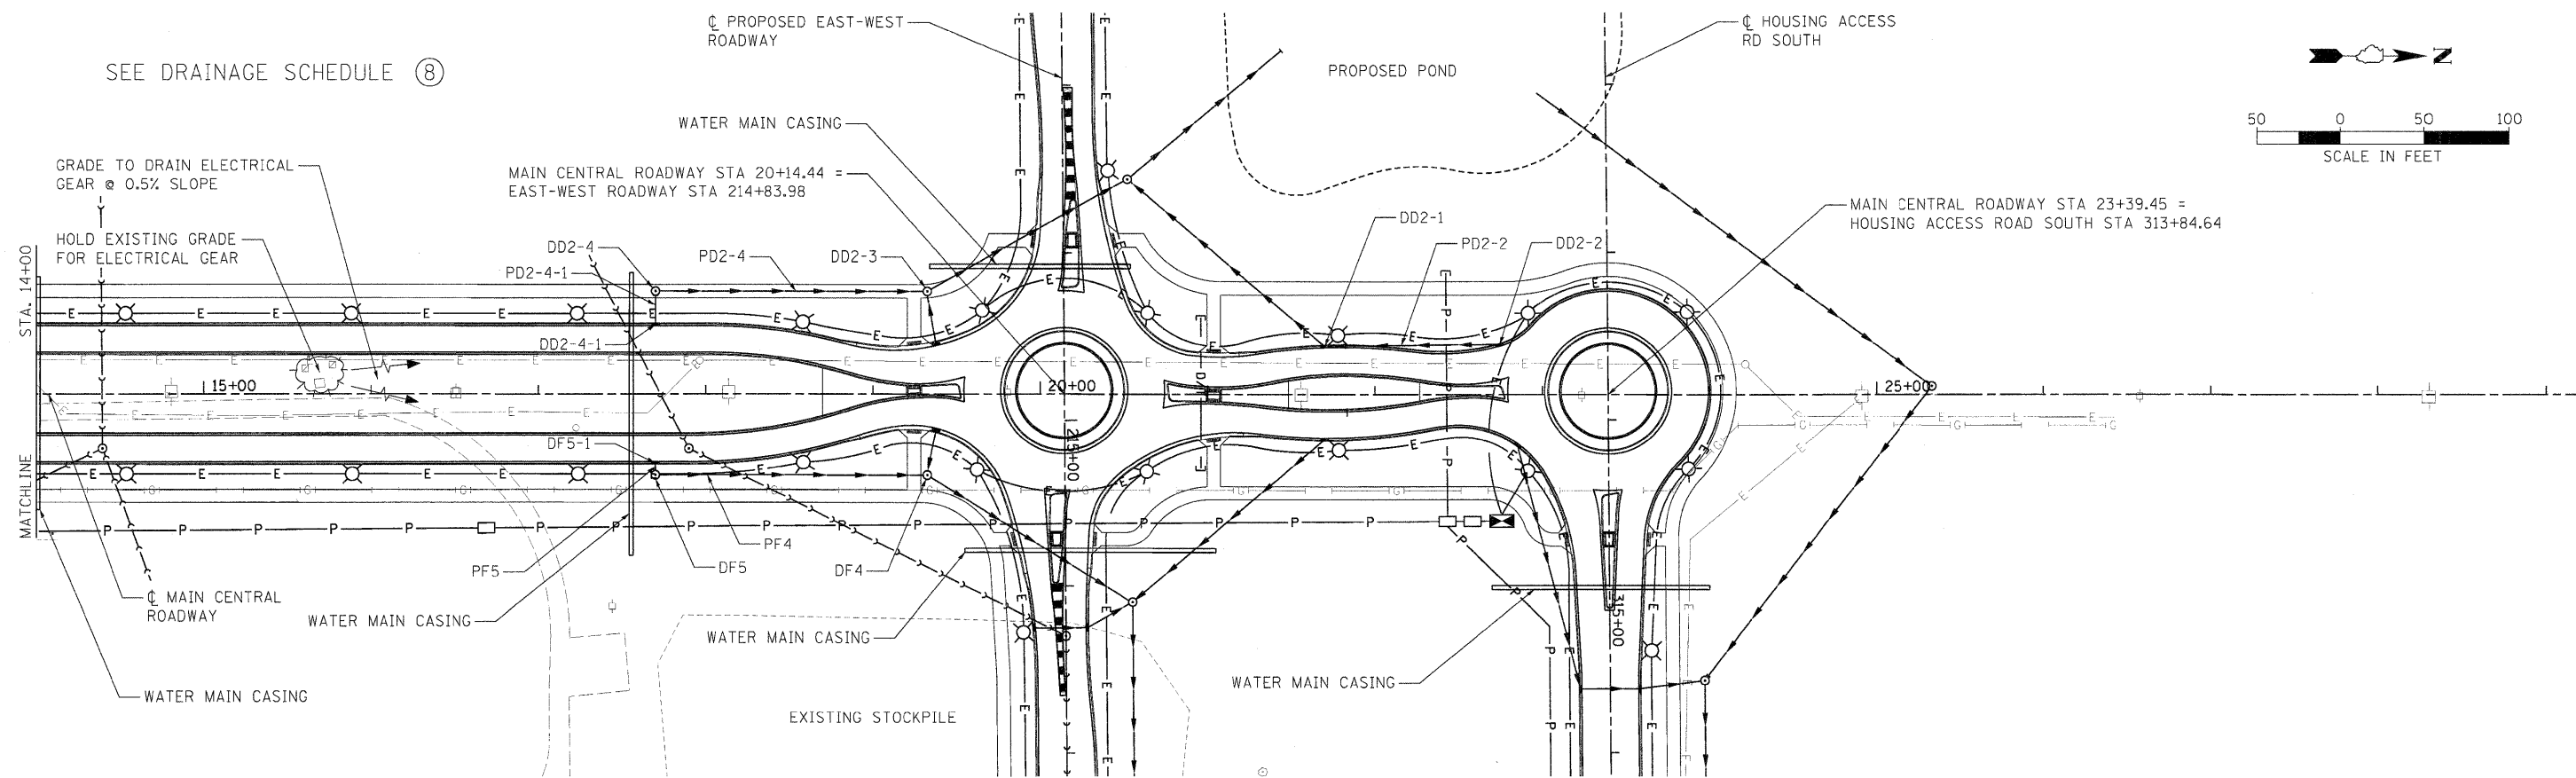 ℄ PROPOSED EAST-WEST
ROADWAY
℄ HOUSING ACCESS
RD SOUTH
SEE DRAINAGE SCHEDULE 8
PROPOSED POND
N
50 0 50 100
SCALE IN FEET
WATER MAIN CASING
GRADE TO DRAIN ELECTRICAL
GEAR @ 0.5% SLOPE
MAIN CENTRAL ROADWAY STA 20+14.44 =
EAST-WEST ROADWAY STA 214+83.98
MAIN CENTRAL ROADWAY STA 23+39.45 =
HOUSING ACCESS ROAD SOUTH STA 313+84.64
HOLD EXISTING GRADE
FOR ELECTRICAL GEAR
DD2-4
PD2-4
DD2-3
DD2-1
PD2-2
DD2-2
PD2-4-1
STA. 14+00
DD2-4-1
15+00
20+00
25+00
215+00
DF5-1
MATCHLINE
PF5
DF5
PF4
DF4
℄ MAIN CENTRAL
ROADWAY
WATER MAIN CASING
WATER MAIN CASING
315+00
WATER MAIN CASING
WATER MAIN CASING
EXISTING STOCKPILE